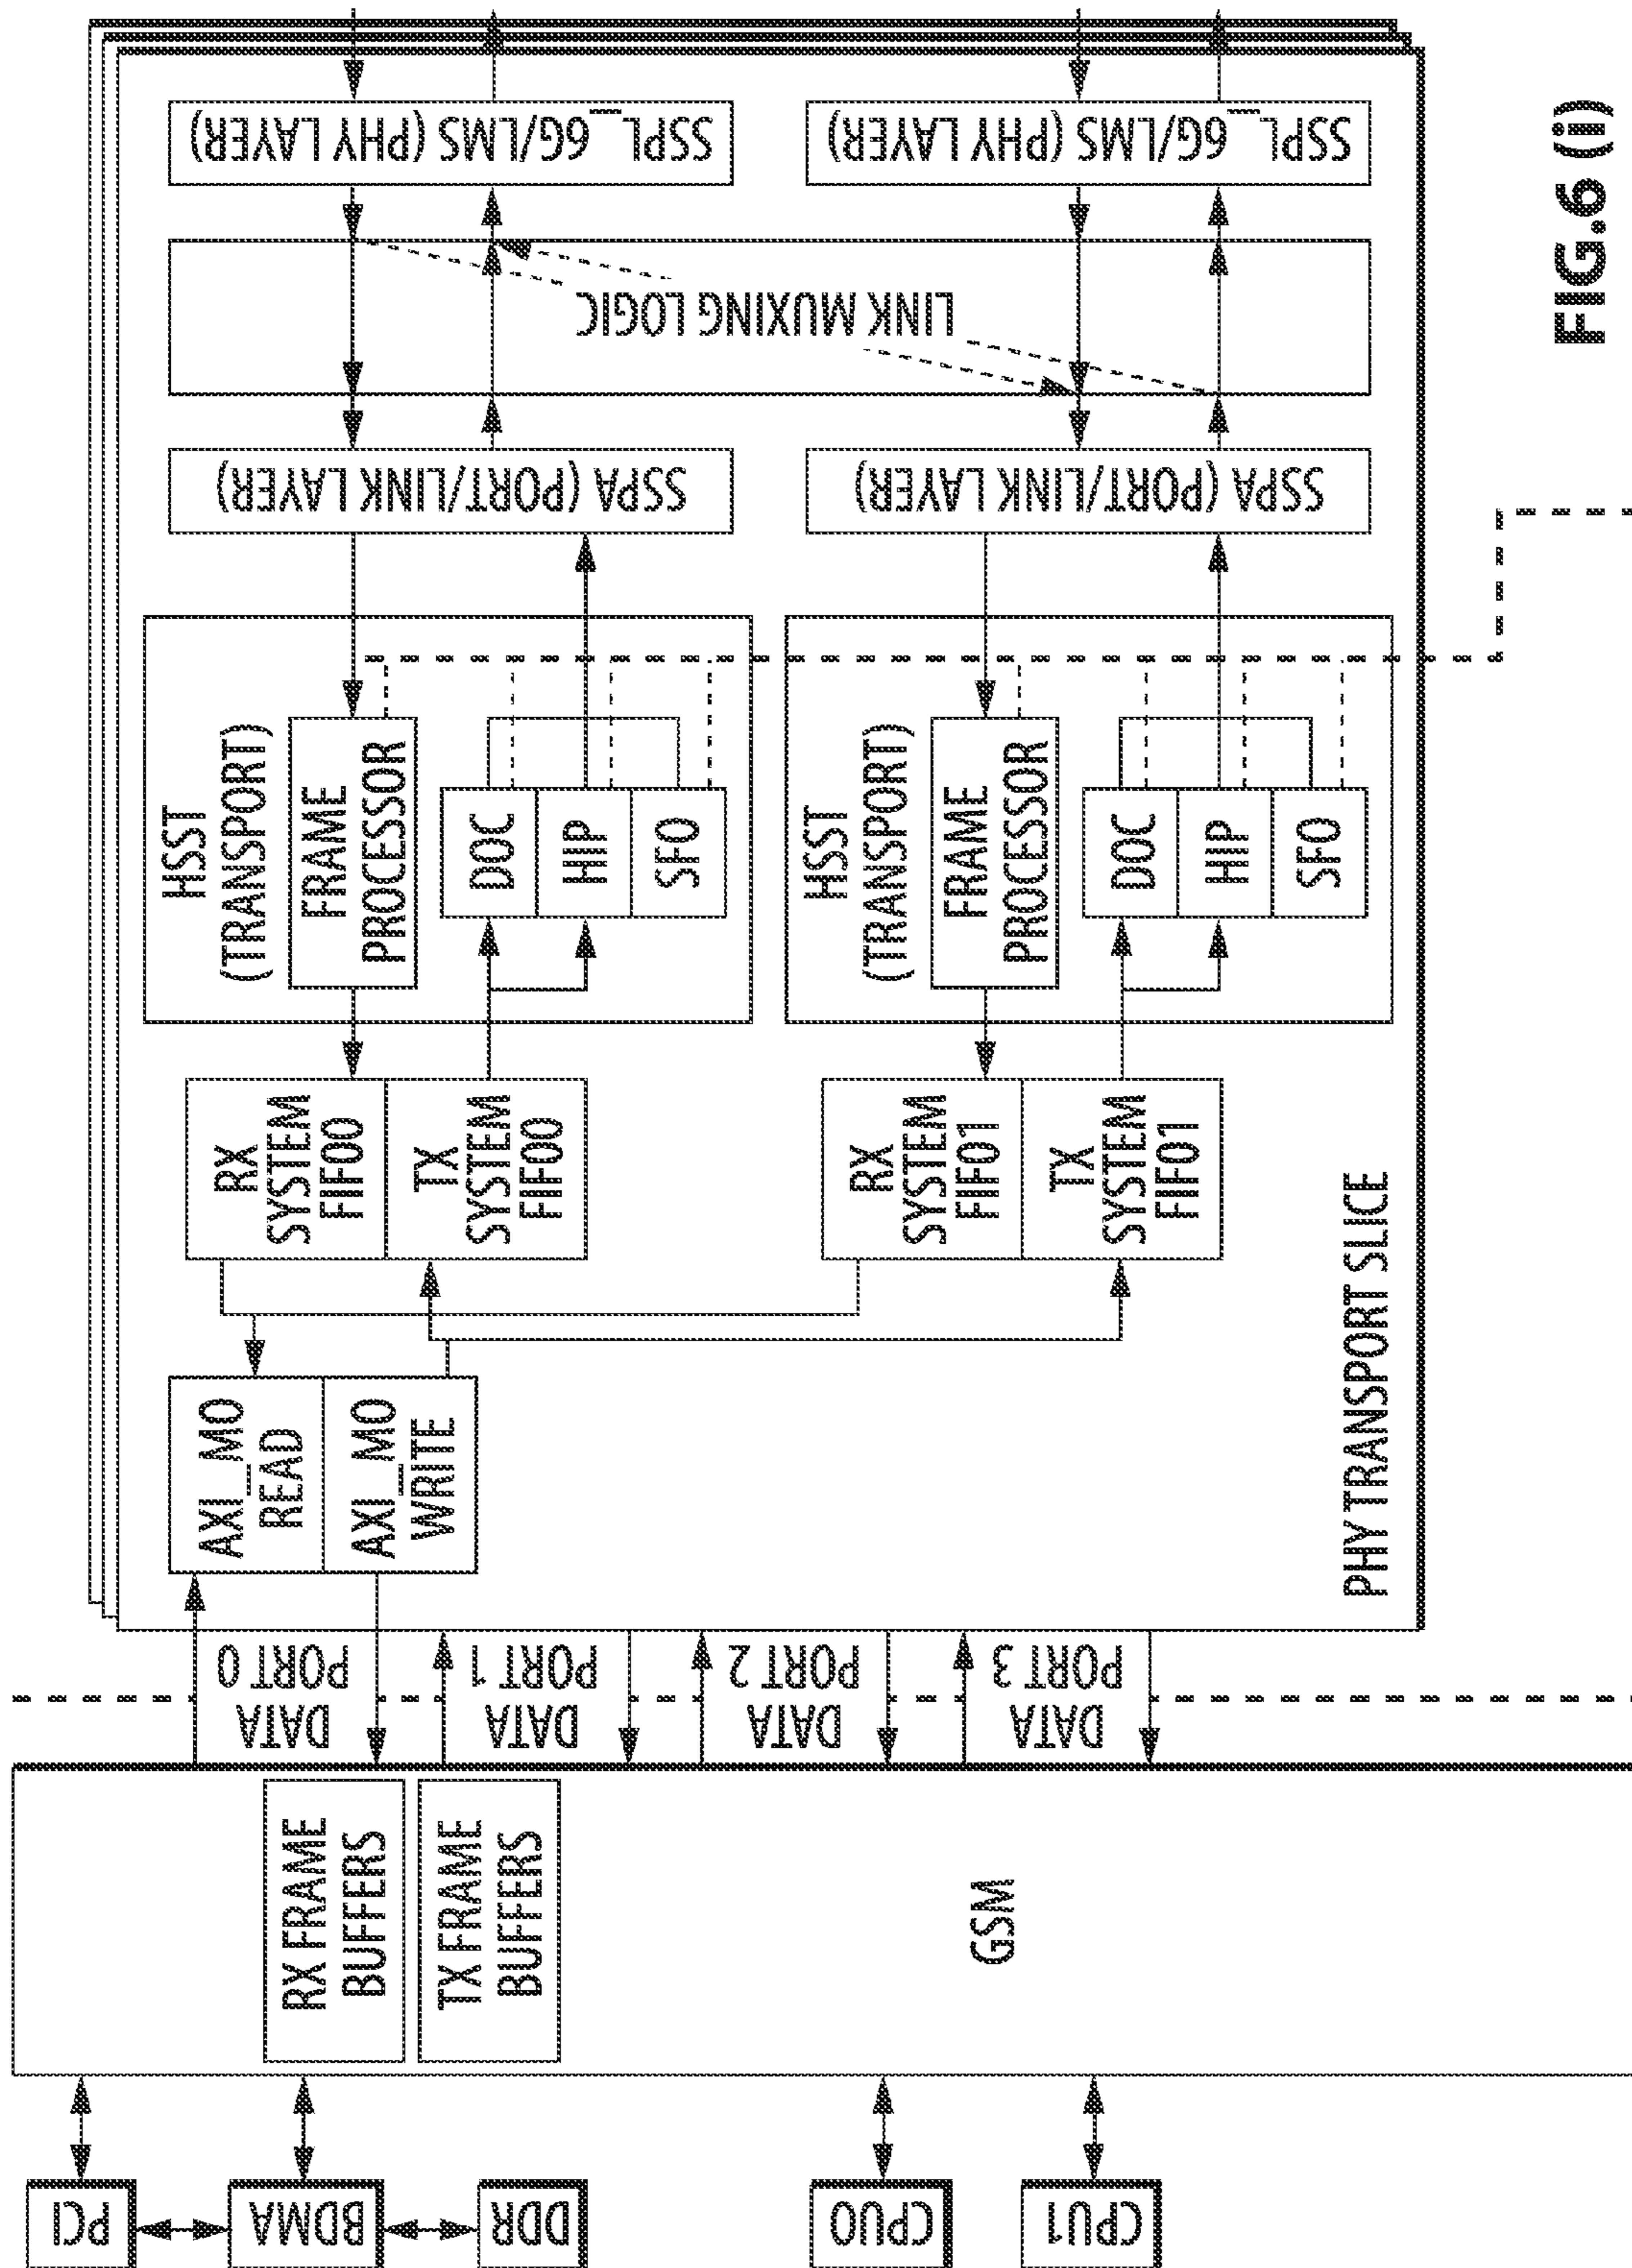 PCI
BDMA
DDR
CPU0
CPU1
RX FRAME
BUFFERS
TX FRAME
BUFFERS
GSM
DATA
PORT 0
DATA
PORT 1
DATA
PORT 2
DATA
PORT 3
AXI_M0
READ
AXI_M0
WRITE
RX
SYSTEM
FIFO0
TX
SYSTEM
FIFO0
RX
SYSTEM
FIFO1
TX
SYSTEM
FIFO1
HSST
(TRANSPORT)
FRAME
PROCESSOR
DOC
HIP
SFO
HSST
(TRANSPORT)
FRAME
PROCESSOR
DOC
HIP
SFO
SSPA (PORT/LINK LAYER)
SSPA (PORT/LINK LAYER)
LINK MUXING LOGIC
SSPL_6G/LMS (PHY LAYER)
SSPL_6G/LMS (PHY LAYER)
PHY TRANSPORT SLICE
FIG.6 (i)